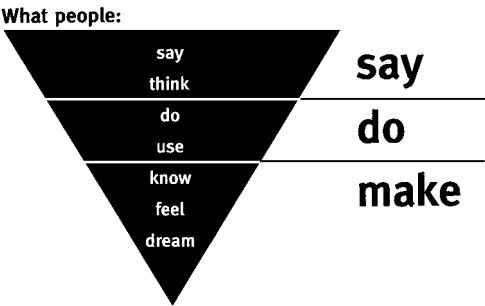 What people:
say
think
say
do
use
do
know
feel
dream
make